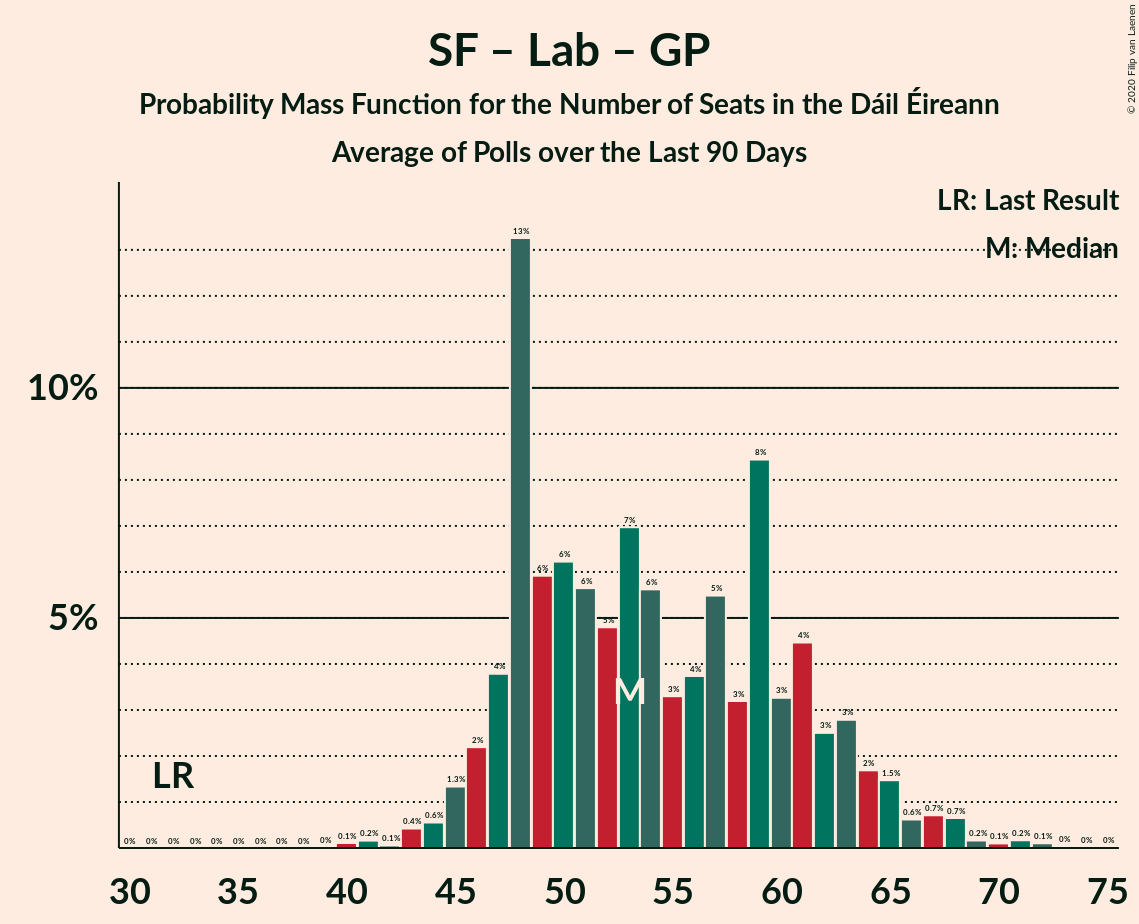 © 2020 Filip van Laenen
SF – Lab – GP
Probability Mass Function for the Number of Seats in the Dáil Éireann
Average of Polls over the Last 90 Days
LR: Last Result
M: Median
10%
5%
0% 0% 0% 0% 0% 0% 0% 0% 0% 0% 0.1% 0.2% 0.1% 0.4% 0.6% 1.3% 2% 4% 13% 6% 6% 6% 5% 7% 6% 3% 4% 5% 3% 8% 3% 4% 3% 3% 2% 1.5% 0.6% 0.7% 0.7% 0.2% 0.1% 0.2% 0.1% 0% 0% 0%
M
LR
30 35 40 45 50 55 60 65 70 75